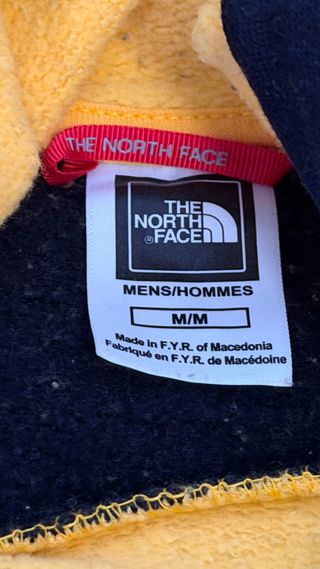 THE NORTH FACE
THE
NORTH
FACE
®
MENS/HOMMES
M/M
Made in F.Y.R. of Macedonia
Fabriqué en F.Y.R. de Macédoine